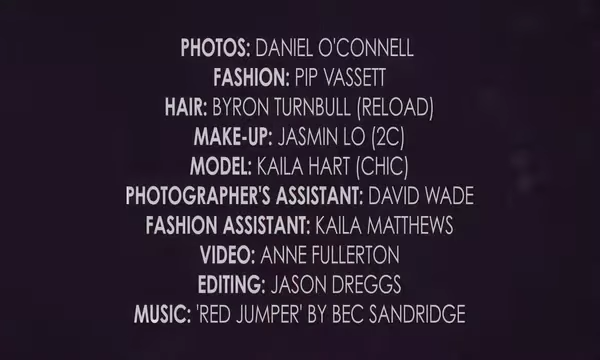 PHOTOS: DANIEL O'CONNELL
FASHION: PIP VASSETT
HAIR: BYRON TURNBULL (RELOAD)
MAKE-UP: JASMIN LO (2C)
MODEL: KAILA HART (CHIC)
PHOTOGRAPHER'S ASSISTANT: DAVID WADE
FASHION ASSISTANT: KAILA MATTHEWS
VIDEO: ANNE FULLERTON
EDITING: JASON DREGGS
MUSIC: 'RED JUMPER' BY BEC SANDRIDGE